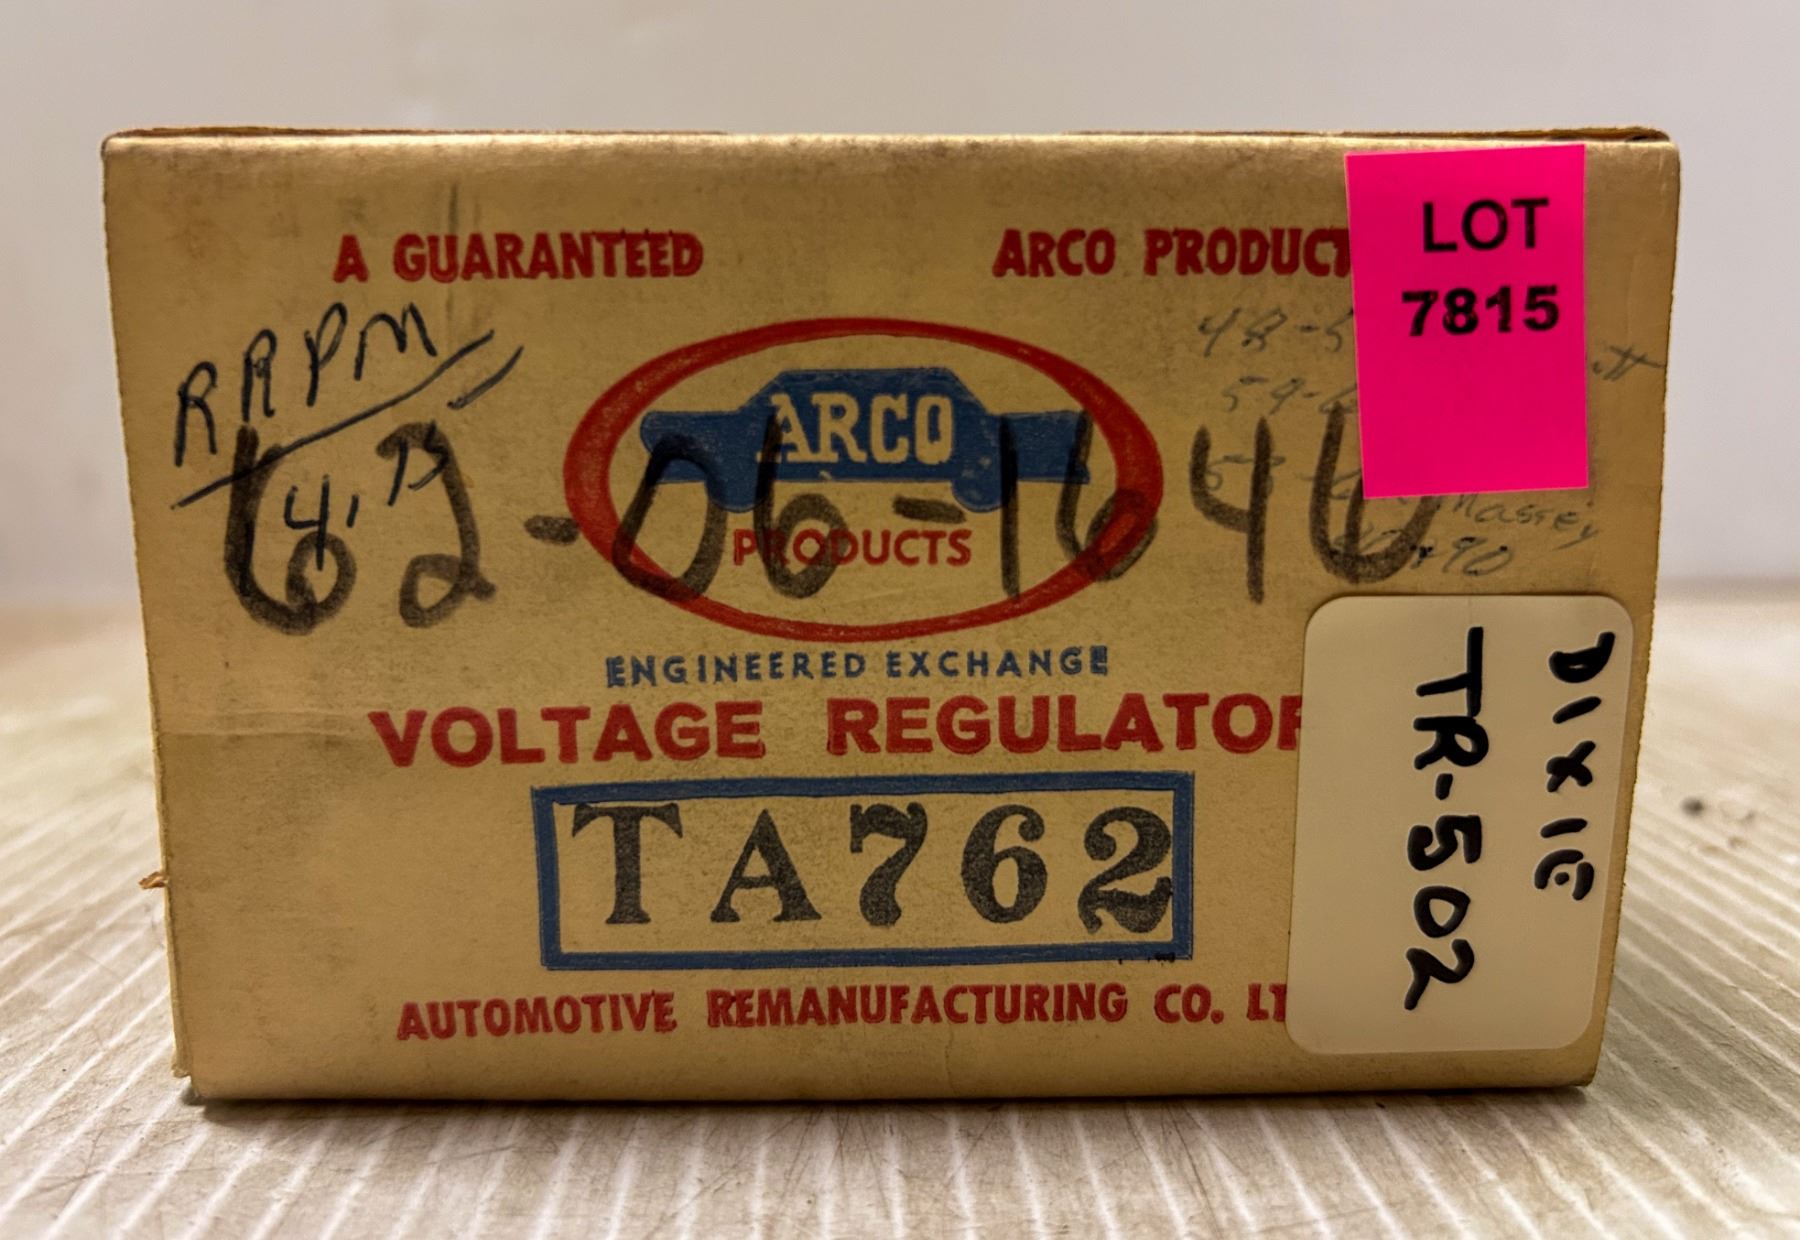 A GUARANTEED ARCO PRODUCT
LOT
7815
RRPM
4.75
62-06-1646
ARCO
PRODUCTS
Massey
ENGINEERED EXCHANGE
VOLTAGE REGULATOR
TA762
AUTOMOTIVE REMANUFACTURING CO. LT
DIXIE
TR-502